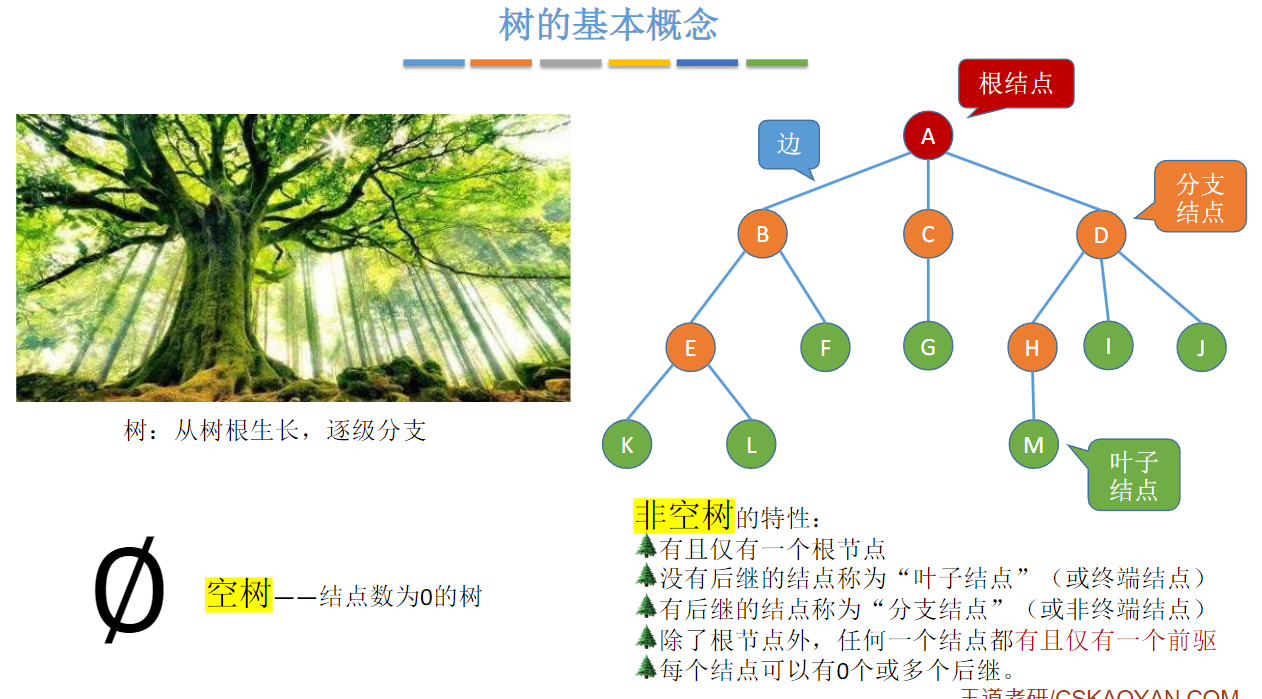 树的基本概念
根结点
边
A
分支
结点
B
C
D
E
F
G
H
I
J
K
L
M
叶子
结点
树：从树根生长，逐级分支
Ø
空树——结点数为0的树
非空树的特性：
有且仅有一个根节点
没有后继的结点称为“叶子结点”（或终端结点）
有后继的结点称为“分支结点”（或非终端结点）
除了根节点外，任何一个结点都有且仅有一个前驱
每个结点可以有0个或多个后继。
王道考研/CSKAOYAN.COM